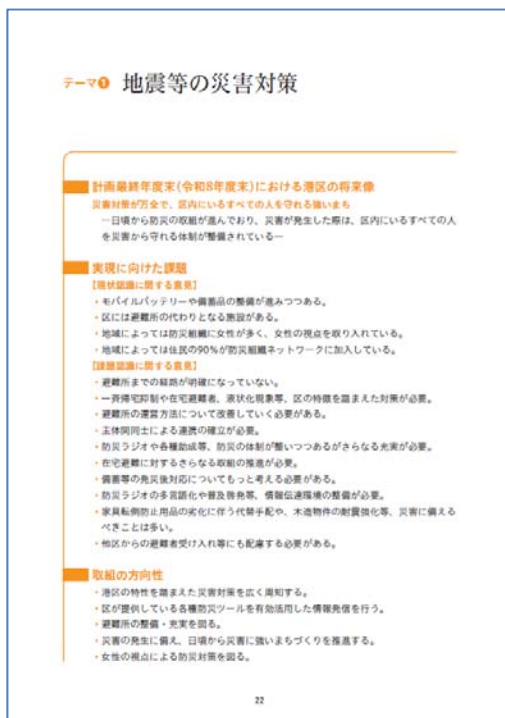 テーマ❶ 地震等の災害対策
計画最終年度末(令和8年度末)における港区の将来像
災害対策が万全で、区内にいるすべての人を守れる強いまち
―日頃から防災の取組が進んでおり、災害が発生した際は、区内にいるすべての人
を災害から守れる体制が整備されている―
実現に向けた課題
【現状認識に関する意見】
・モバイルバッテリーや備蓄品の整備が進みつつある。
・区には避難所の代わりとなる施設がある。
・地域によっては防災組織に女性が多く、女性の視点を取り入れている。
・地域によっては住民の90%が防災組織ネットワークに加入している。
【課題認識に関する意見】
・避難所までの経路が明確になっていない。
・一斉帰宅抑制や在宅避難者、液状化現象等、区の特徴を踏まえた対策が必要。
・避難所の運営方法について改善していく必要がある。
・主体間同士による連携の確立が必要。
・防災ラジオや各種助成等、防災の体制が整いつつあるがさらなる充実が必要。
・在宅避難に対するさらなる取組の推進が必要。
・備蓄等の発災後対応についてもっと考える必要がある。
・防災ラジオの多言語化や普及啓発等、情報伝達環境の整備が必要。
・家具転倒防止用品の劣化に伴う代替手配や、木造物件の耐震強化等、災害に備える
べきことは多い。
・他区からの避難者受け入れ等にも配慮する必要がある。
取組の方向性
・港区の特性を踏まえた災害対策を広く周知する。
・区が提供している各種防災ツールを有効活用した情報発信を行う。
・避難所の整備・充実を図る。
・災害の発生に備え、日頃から災害に強いまちづくりを推進する。
・女性の視点による防災対策を図る。
22